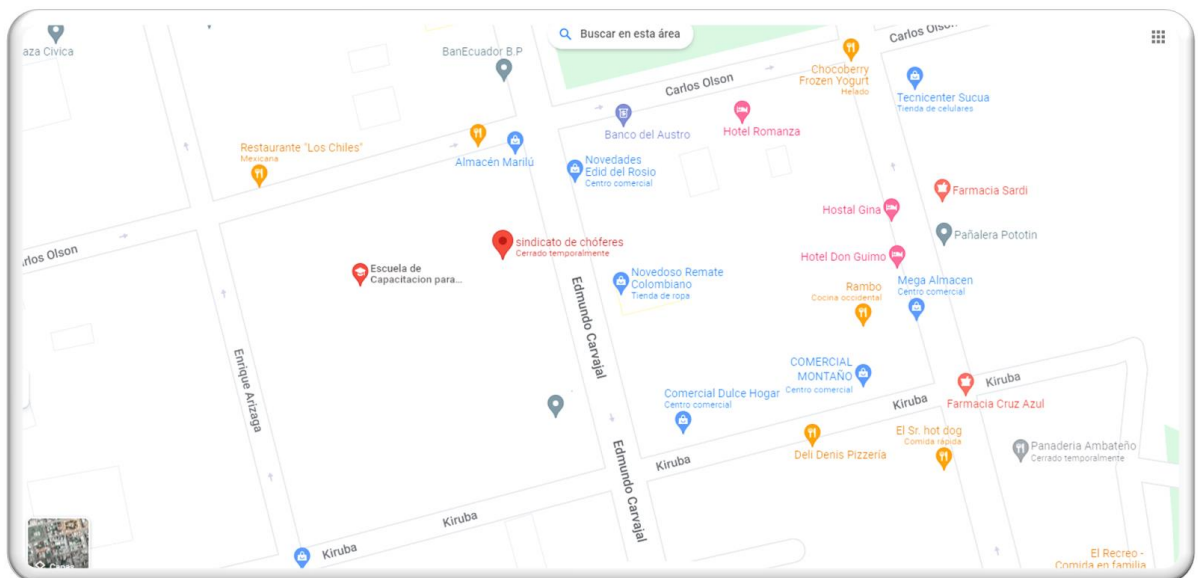 Buscar en esta área
aza Civica
BanEcuador B.P
Carlos Olson
Carlos
Chocoberry
Frozen Yogurt
Helado
Tecnicenter Sucua
Tienda de celulares
Banco del Austro
Hotel Romanza
Restaurante "Los Chiles"
Mexicana
Almacén Marilú
Novedades
Edid del Rosio
Centro comercial
Farmacia Sardi
Hostal Gina
Pañalera Pototin
sindicato de chóferes
Cerrado temporalmente
rlos Olson
Escuela de
Capacitacion para...
Hotel Don Guimo
Novedoso Remate
Colombiano
Tienda de ropa
Mega Almacen
Centro comercial
Rambo
Cocina occidental
Edmundo Carvajal
Enrique Arizaga
COMERCIAL
MONTAÑO
Centro comercial
Kiruba
Comercial Dulce Hogar
Centro comercial
Kiruba
Farmacia Cruz Azul
El Sr. hot dog
Comida rápida
Deli Denis Pizzería
Panaderia Ambateño
Cerrado temporalmente
Kiruba
Edmundo Carvajal
Kiruba
Kiruba
El Recreo -
Comida en familia